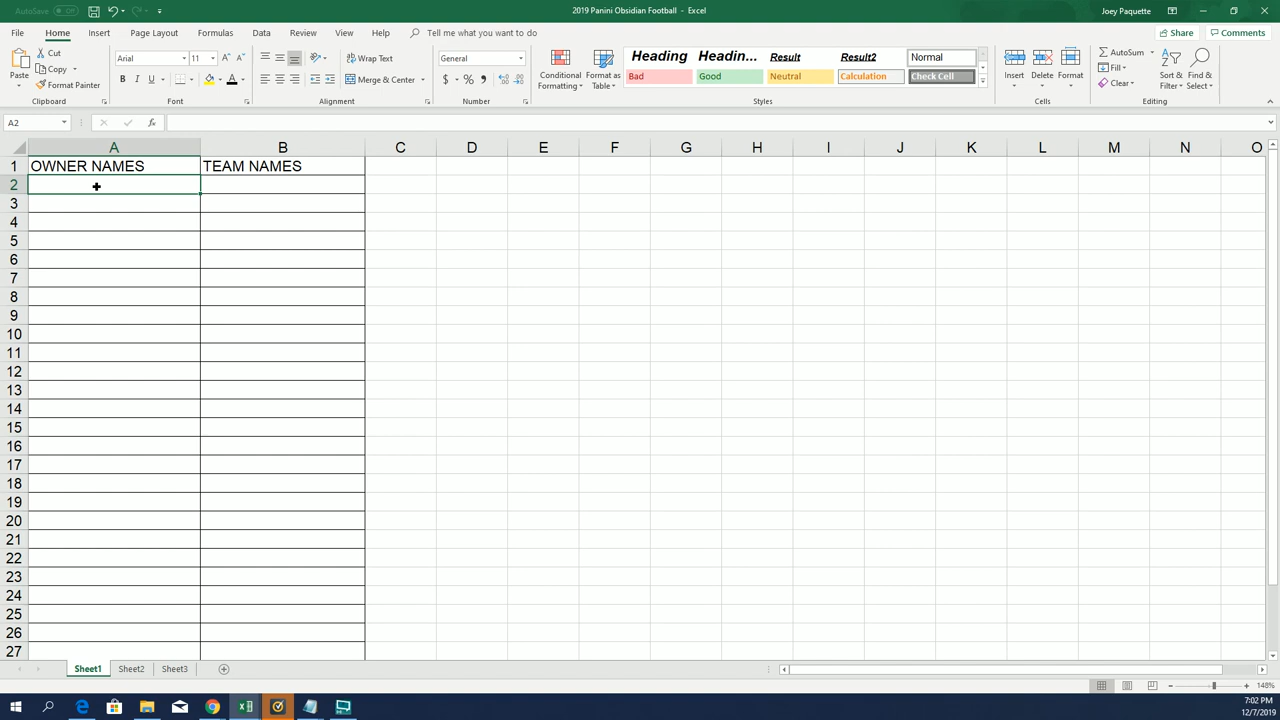 AutoSave Off 2019 Panini Obsidian Football - Excel Joey Paquette
File Home Insert Page Layout Formulas Data Review View Help Tell me what you want to do Share Comments
Cut
Copy
Format Painter
Paste
Clipboard
Arial 11
B I U
A A
Font
Wrap Text
Merge & Center
Alignment
General
$ % ,
Number
Conditional Formatting
Format as Table
Heading Headin... Result Result2 Normal
Bad Good Neutral Calculation Check Cell
Styles
Insert Delete Format
Cells
AutoSum
Fill
Clear
Sort & Filter
Find & Select
Editing
A2 fx
A B C D E F G H I J K L M N O
1 OWNER NAMES TEAM NAMES
2
3
4
5
6
7
8
9
10
11
12
13
14
15
16
17
18
19
20
21
22
23
24
25
26
27
Sheet1 Sheet2 Sheet3
148%
7:02 PM
12/7/2019